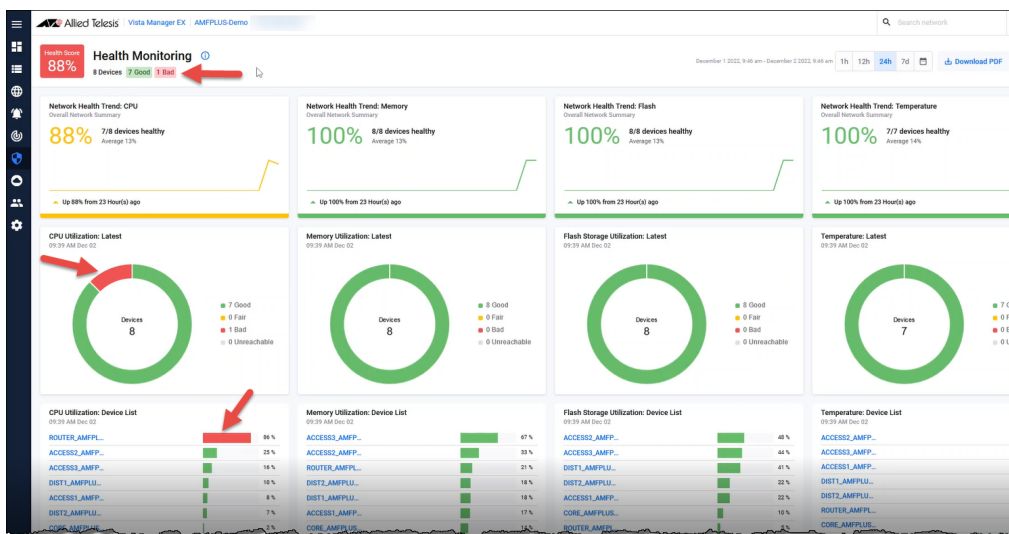 Allied Telesis Vista Manager EX AMFPLUS-Demo
Search network
Health Score
88%
Health Monitoring
8 Devices 7 Good 1 Bad
December 1 2022, 9:46 am - December 2 2022, 9:46 am
1h 12h 24h 7d Download PDF
Network Health Trend: CPU
Overall Network Summary
88% 7/8 devices healthy
Average 13%
Up 88% from 23 Hour(s) ago
Network Health Trend: Memory
Overall Network Summary
100% 8/8 devices healthy
Average 13%
Up 100% from 23 Hour(s) ago
Network Health Trend: Flash
Overall Network Summary
100% 8/8 devices healthy
Average 13%
Up 100% from 23 Hour(s) ago
Network Health Trend: Temperature
Overall Network Summary
100% 7/7 devices healthy
Average 14%
Up 100% from 23 Hour(s) ago
CPU Utilization: Latest
09:39 AM Dec 02
Devices
8
7 Good
0 Fair
1 Bad
0 Unreachable
Memory Utilization: Latest
09:39 AM Dec 02
Devices
8
8 Good
0 Fair
0 Bad
0 Unreachable
Flash Storage Utilization: Latest
09:39 AM Dec 02
Devices
8
8 Good
0 Fair
0 Bad
0 Unreachable
Temperature: Latest
09:39 AM Dec 02
Devices
7
CPU Utilization: Device List
09:39 AM Dec 02
ROUTER_AMFPL... 86 %
ACCESS2_AMFP... 25 %
ACCESS3_AMFP... 16 %
DIST1_AMFPLU... 10 %
ACCESS1_AMFP... 8 %
DIST2_AMFPLU... 7 %
CORE_AMFPLUS... 2 %
Memory Utilization: Device List
09:39 AM Dec 02
ACCESS3_AMFP... 67 %
ACCESS2_AMFP... 33 %
ROUTER_AMFPL... 21 %
DIST2_AMFPLU... 18 %
DIST1_AMFPLU... 18 %
ACCESS1_AMFP... 17 %
CORE_AMFPLUS... 14 %
Flash Storage Utilization: Device List
09:39 AM Dec 02
ACCESS2_AMFP... 48 %
ACCESS3_AMFP... 44 %
DIST1_AMFPLU... 41 %
DIST2_AMFPLU... 22 %
ACCESS1_AMFP... 22 %
CORE_AMFPLUS... 10 %
ROUTER_AMFPL...
Temperature: Device List
09:39 AM Dec 02
ACCESS2_AMFP...
ACCESS3_AMFP...
ACCESS1_AMFP...
DIST2_AMFPLU...
DIST1_AMFPLU...
ROUTER_AMFPL...
CORE_AMFPLUS...